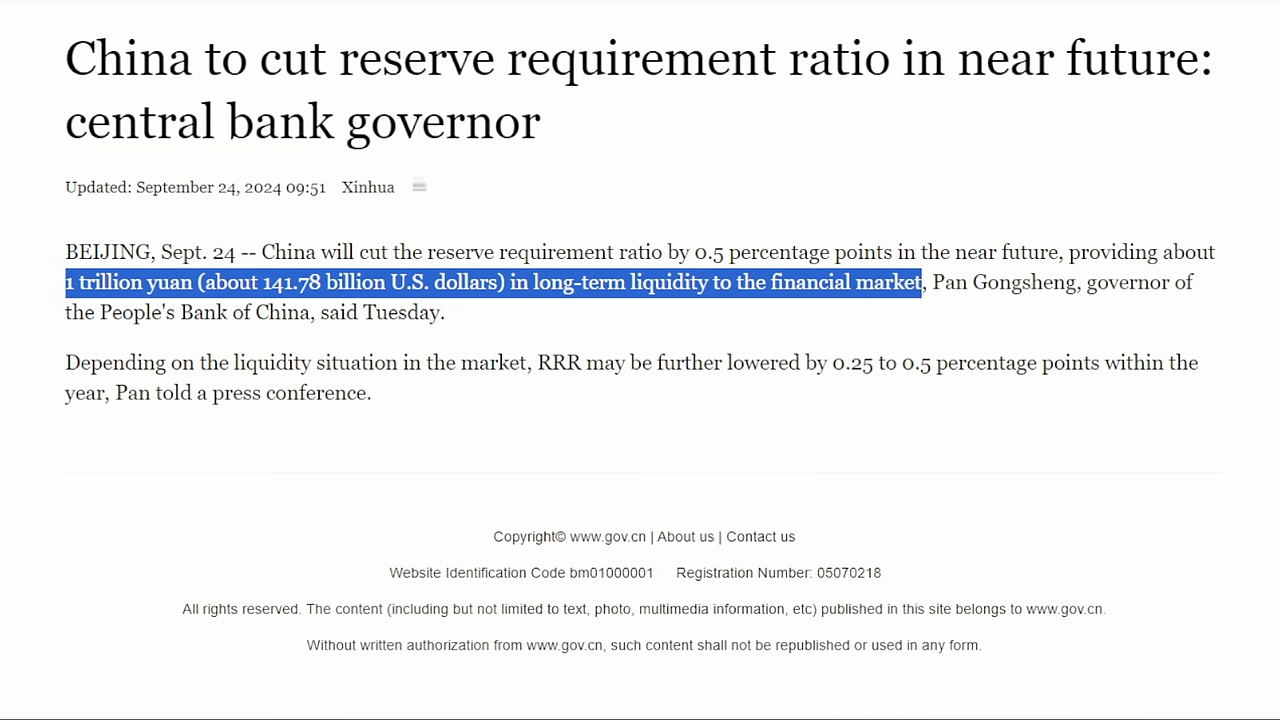 China to cut reserve requirement ratio in near future:
central bank governor
Updated: September 24, 2024 09:51 Xinhua
BEIJING, Sept. 24 -- China will cut the reserve requirement ratio by 0.5 percentage points in the near future, providing about
1 trillion yuan (about 141.78 billion U.S. dollars) in long-term liquidity to the financial market, Pan Gongsheng, governor of
the People's Bank of China, said Tuesday.
Depending on the liquidity situation in the market, RRR may be further lowered by 0.25 to 0.5 percentage points within the
year, Pan told a press conference.
Copyright© www.gov.cn | About us | Contact us
Website Identification Code bm01000001 Registration Number: 05070218
All rights reserved. The content (including but not limited to text, photo, multimedia information, etc) published in this site belongs to www.gov.cn.
Without written authorization from www.gov.cn, such content shall not be republished or used in any form.